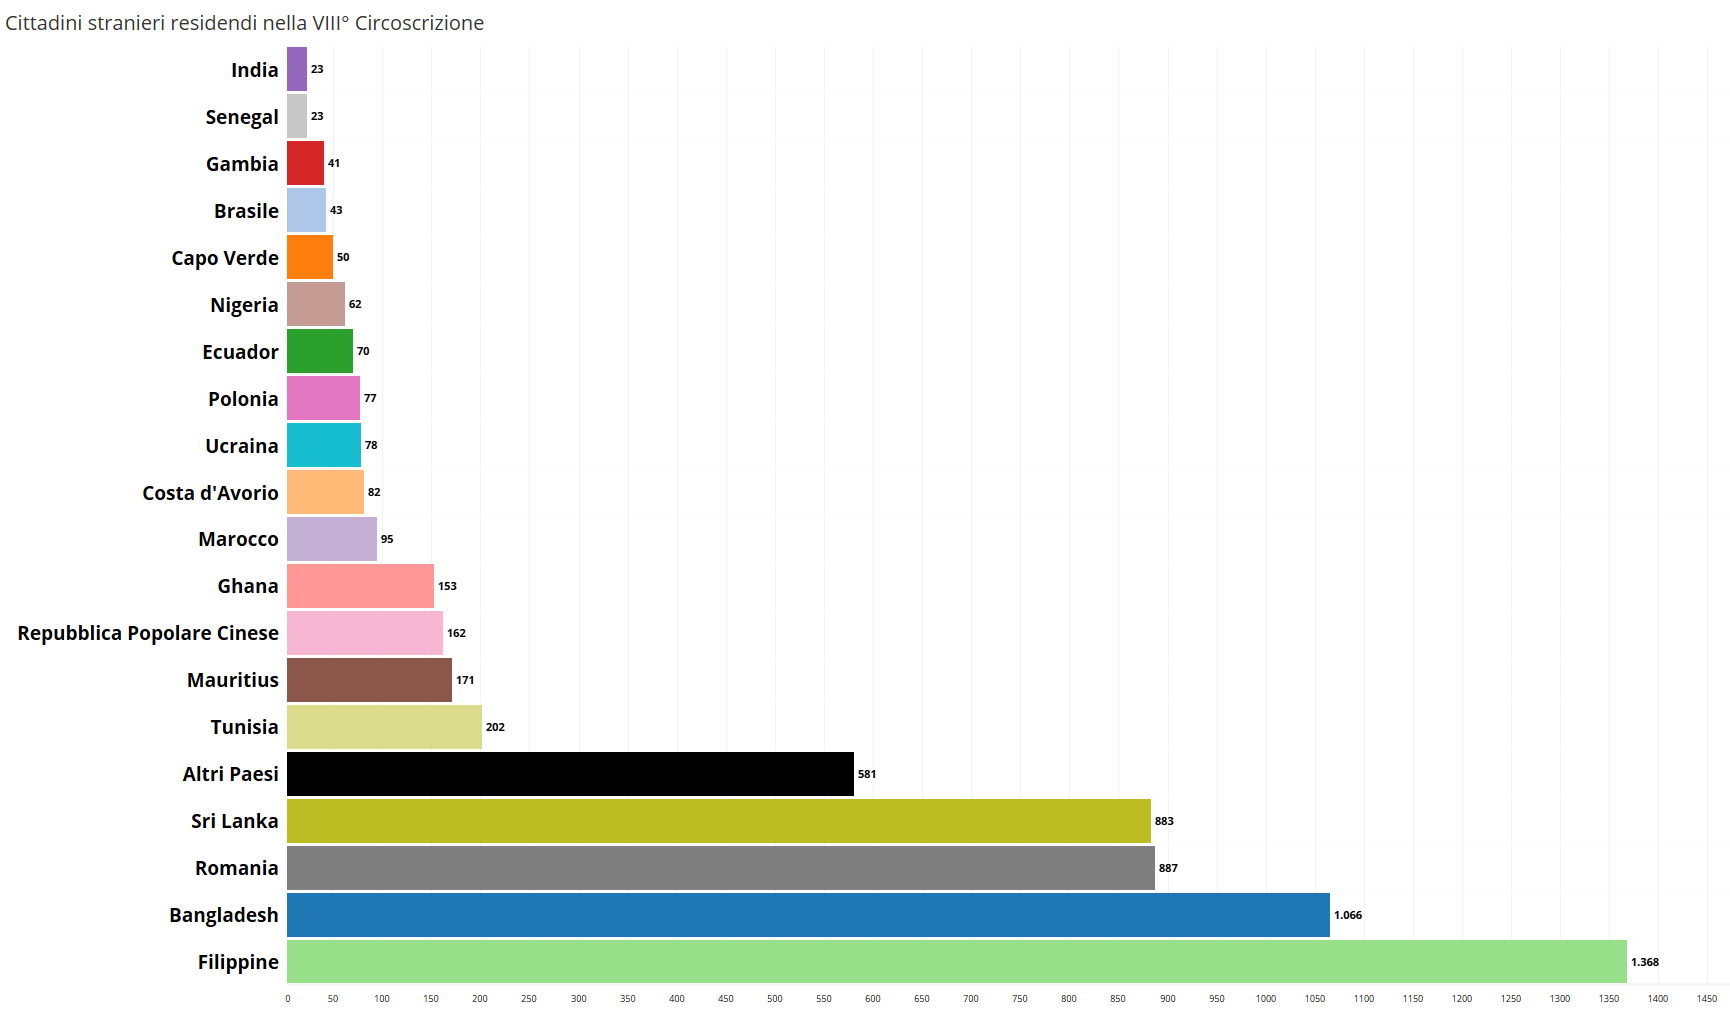 Cittadini stranieri residendi nella VIII° Circoscrizione
India 23
Senegal 23
Gambia 41
Brasile 43
Capo Verde 50
Nigeria 62
Ecuador 70
Polonia 77
Ucraina 78
Costa d'Avorio 82
Marocco 95
Ghana 153
Repubblica Popolare Cinese 162
Mauritius 171
Tunisia 202
Altri Paesi 581
Sri Lanka 883
Romania 887
Bangladesh 1.066
Filippine 1.368
0 50 100 150 200 250 300 350 400 450 500 550 600 650 700 750 800 850 900 950 1000 1050 1100 1150 1200 1250 1300 1350 1400 1450